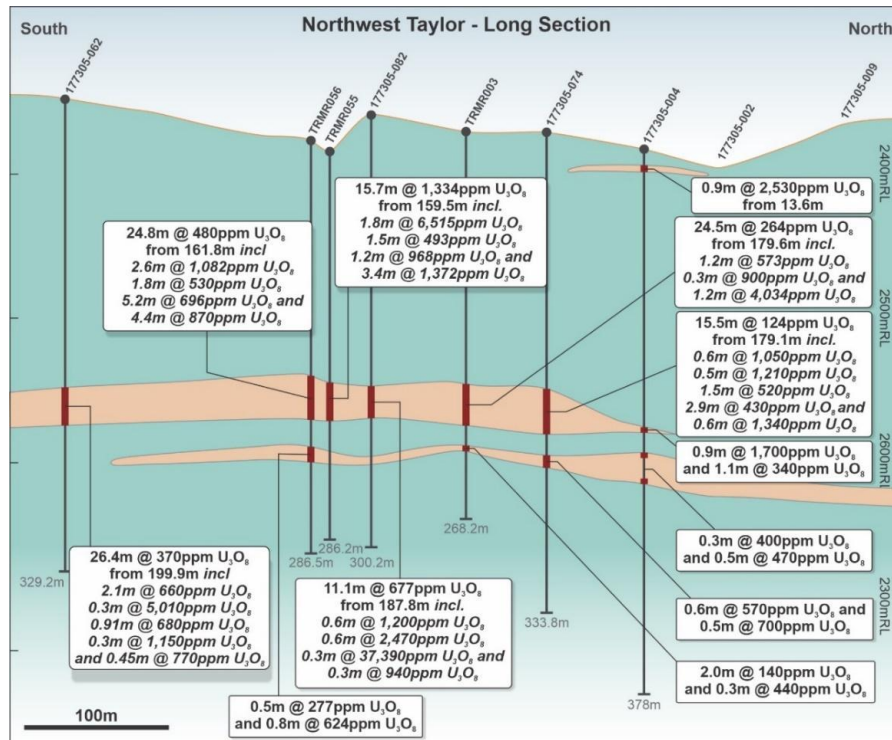 South
Northwest Taylor - Long Section
North
177305-062
TRMR056
TRMR055
177305-082
TRMR003
177305-074
177305-004
177305-002
177305-009
2400mRL
2500mRL
2600mRL
2300mRL
0.9m @ 2,530ppm U₃O₈
from 13.6m
15.7m @ 1,334ppm U₃O₈
from 159.5m incl.
1.8m @ 6,515ppm U₃O₈
1.5m @ 493ppm U₃O₈
1.2m @ 968ppm U₃O₈ and
3.4m @ 1,372ppm U₃O₈
24.8m @ 480ppm U₃O₈
from 161.8m incl
2.6m @ 1,082ppm U₃O₈
1.8m @ 530ppm U₃O₈
5.2m @ 696ppm U₃O₈ and
4.4m @ 870ppm U₃O₈
24.5m @ 264ppm U₃O₈
from 179.6m incl.
1.2m @ 573ppm U₃O₈
0.3m @ 900ppm U₃O₈ and
1.2m @ 4,034ppm U₃O₈
15.5m @ 124ppm U₃O₈
from 179.1m incl.
0.6m @ 1,050ppm U₃O₈
0.5m @ 1,210ppm U₃O₈
1.5m @ 520ppm U₃O₈
2.9m @ 430ppm U₃O₈ and
0.6m @ 1,340ppm U₃O₈
0.9m @ 1,700ppm U₃O₈
and 1.1m @ 340ppm U₃O₈
0.3m @ 400ppm U₃O₈
and 0.5m @ 470ppm U₃O₈
0.6m @ 570ppm U₃O₈ and
0.5m @ 700ppm U₃O₈
2.0m @ 140ppm U₃O₈
and 0.3m @ 440ppm U₃O₈
26.4m @ 370ppm U₃O₈
from 199.9m incl
2.1m @ 660ppm U₃O₈
0.3m @ 5,010ppm U₃O₈
0.91m @ 680ppm U₃O₈
0.3m @ 1,150ppm U₃O₈
and 0.45m @ 770ppm U₃O₈
11.1m @ 677ppm U₃O₈
from 187.8m incl.
0.6m @ 1,200ppm U₃O₈
0.6m @ 2,470ppm U₃O₈
0.3m @ 37,390ppm U₃O₈ and
0.3m @ 940ppm U₃O₈
0.5m @ 277ppm U₃O₈
and 0.8m @ 624ppm U₃O₈
329.2m
286.5m
286.2m
300.2m
268.2m
333.8m
378m
100m